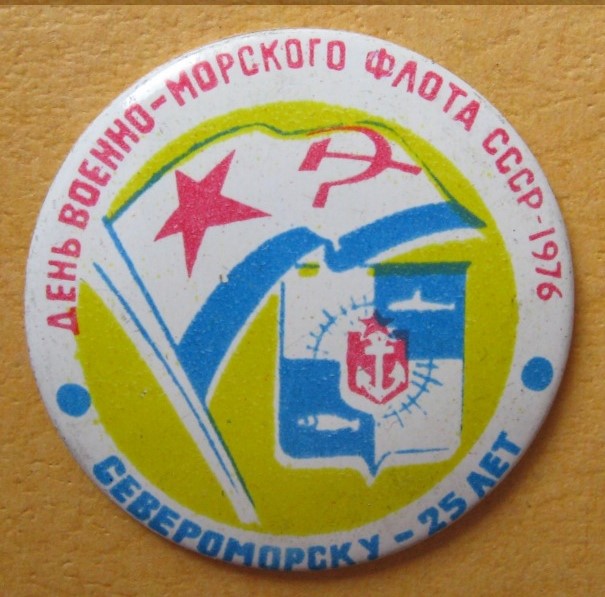 ДЕНЬ ВОЕННО-МОРСКОГО ФЛОТА СССР-1976
СЕВЕРОМОРСКУ-25 ЛЕТ